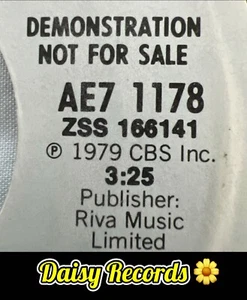 DEMONSTRATION
NOT FOR SALE
AE7 1178
ZSS 166141
℗ 1979 CBS Inc.
3:25
Publisher:
Riva Music
Limited
Daisy Records 🌼